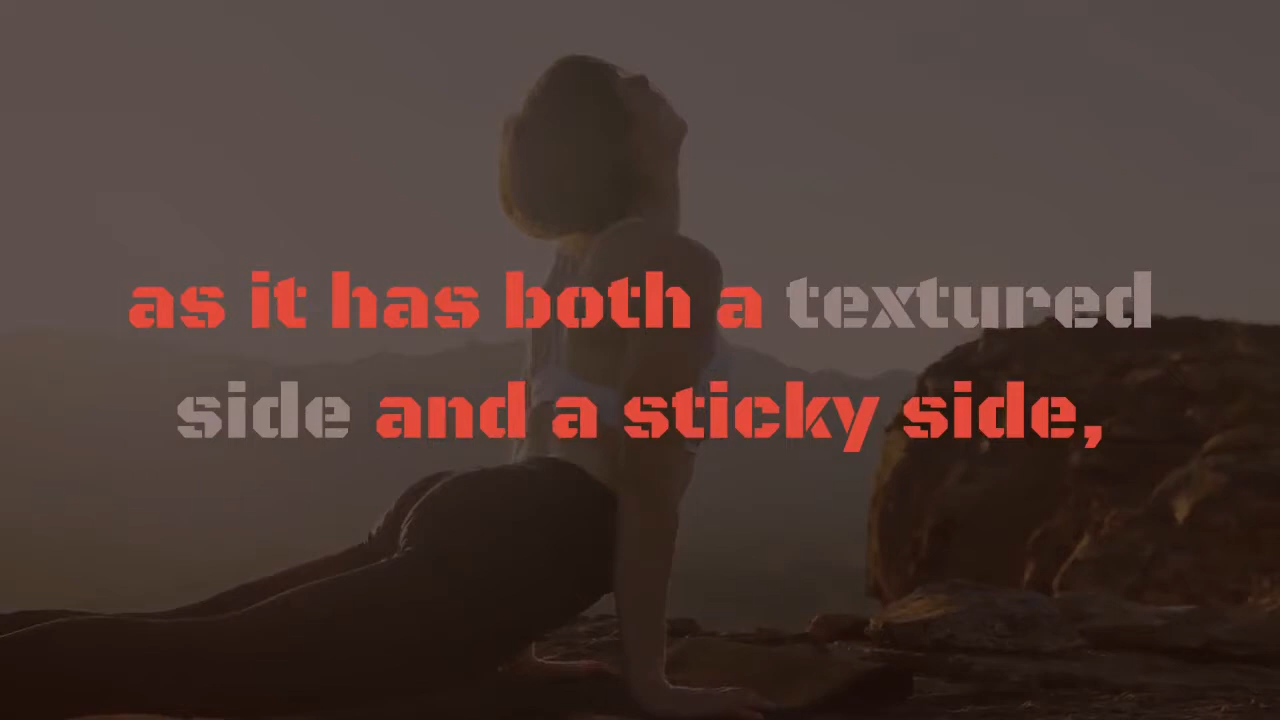 as it has both a textured
side and a sticky side,